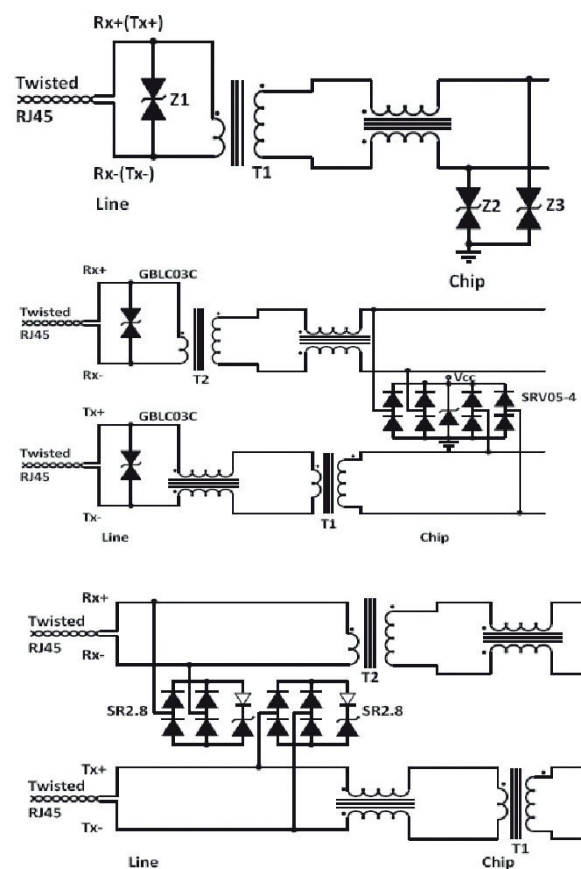 Rx+(Tx+)
Twisted
RJ45
Z1
T1
Rx-(Tx-)
Line
Z2
Z3
Chip
Rx+
GBLC03C
Twisted
RJ45
Rx-
T2
Vcc
SRV05-4
Tx+
GBLC03C
Twisted
RJ45
T1
Tx-
Line
Chip
Rx+
Twisted
RJ45
Rx-
T2
SR2.8
SR2.8
Tx+
Twisted
RJ45
Tx-
T1
Line
Chip